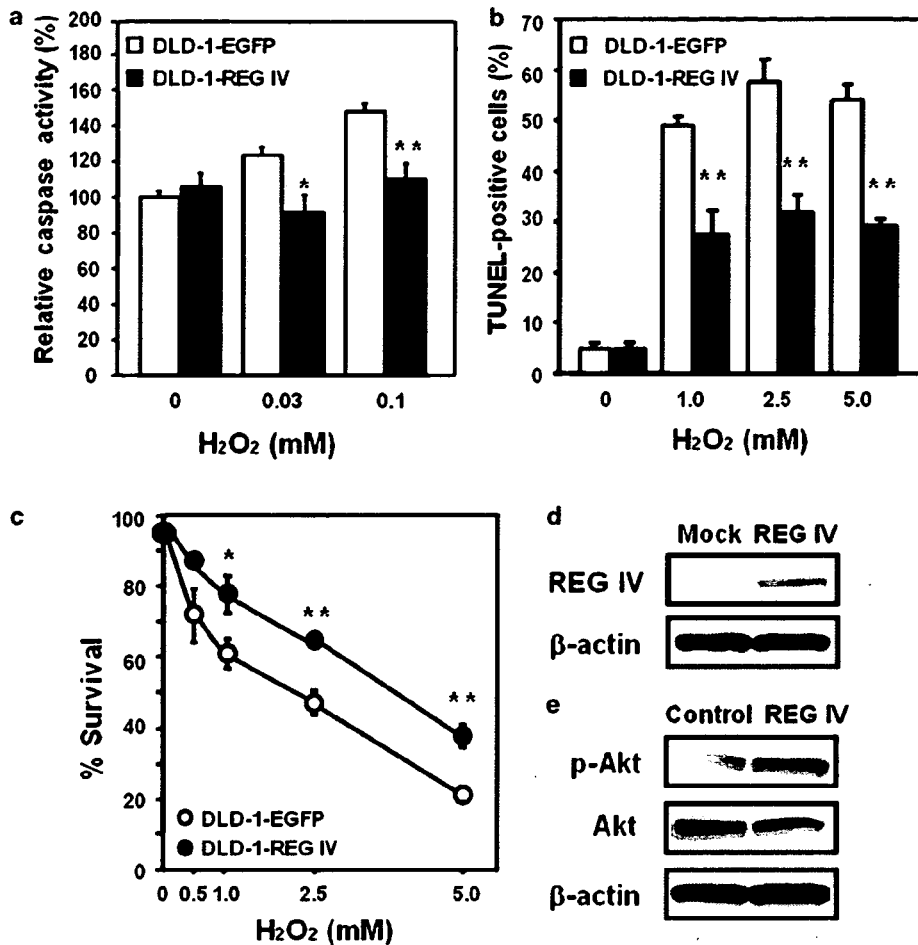 a
Relative caspase activity (%)
200
180
160
140
120
100
80
60
40
20
0
DLD-1-EGFP
DLD-1-REG IV
*
**
0
0.03
0.1
H₂O₂ (mM)
b
TUNEL-positive cells (%)
70
60
50
40
30
20
10
0
DLD-1-EGFP
DLD-1-REG IV
**
**
**
0
1.0
2.5
5.0
H₂O₂ (mM)
c
% Survival
100
80
60
40
20
0
*
**
**
DLD-1-EGFP
DLD-1-REG IV
0
0.5
1.0
2.5
5.0
H₂O₂ (mM)
d
Mock REG IV
REG IV
β-actin
e
Control REG IV
p-Akt
Akt
β-actin